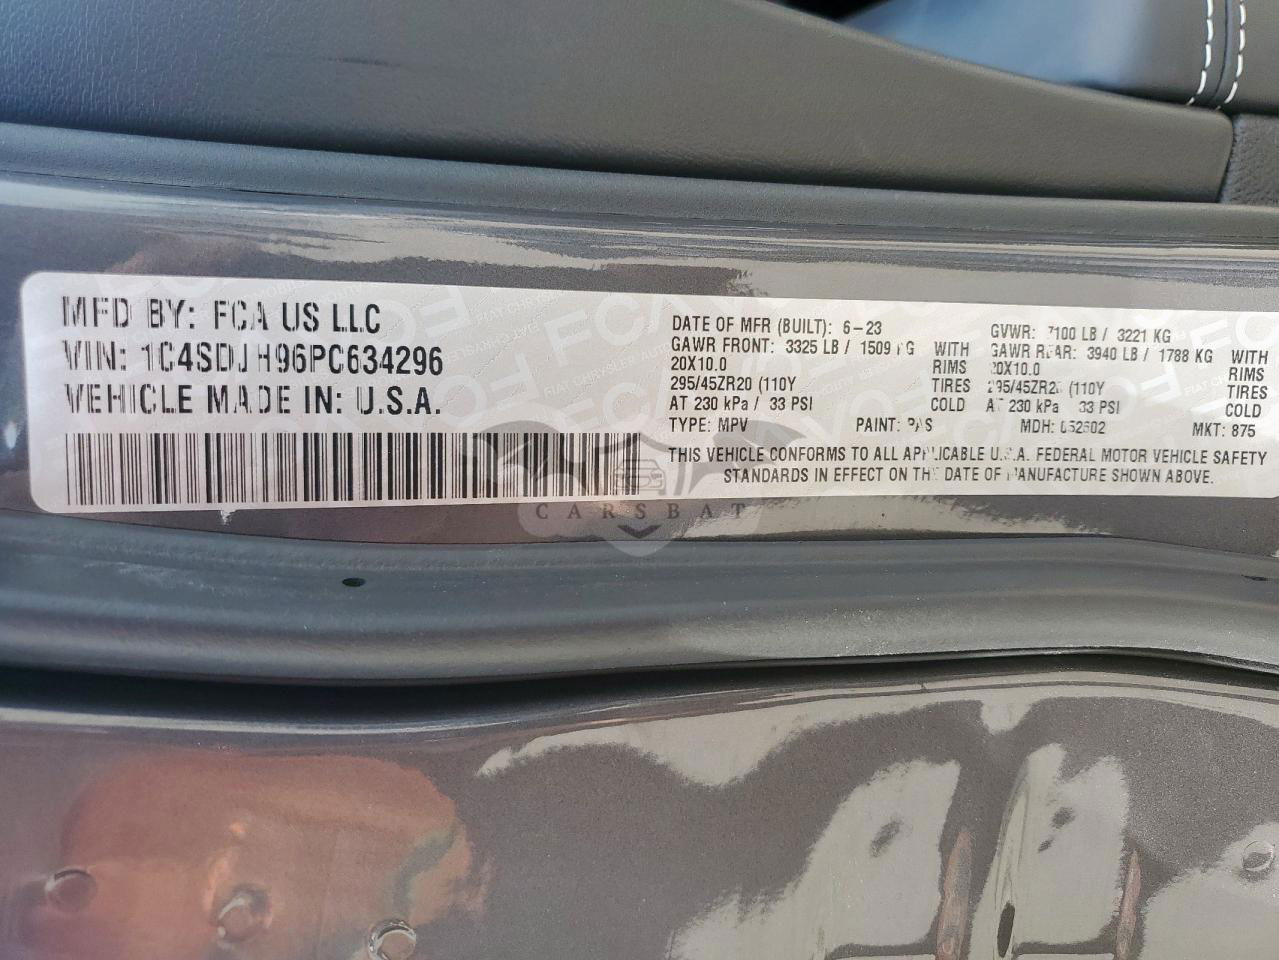 MFD BY: FCA US LLC
VIN: 1C4SDJH96PC634296
VEHICLE MADE IN: U.S.A.
DATE OF MFR (BUILT): 6-23
GAWR FRONT: 3325 LB / 1509 KG WITH
20X10.0 RIMS
295/45ZR20 (110Y TIRES
AT 230 kPa / 33 PSI COLD
TYPE: MPV PAINT: PAS
GVWR: 7100 LB / 3221 KG
GAWR REAR: 3940 LB / 1788 KG WITH
20X10.0 RIMS
295/45ZR20 (110Y TIRES
AT 230 kPa 33 PSI COLD
MDH: 052602 MKT: 875
THIS VEHICLE CONFORMS TO ALL APPLICABLE U.S.A. FEDERAL MOTOR VEHICLE SAFETY
STANDARDS IN EFFECT ON THE DATE OF MANUFACTURE SHOWN ABOVE.
CARSBAT